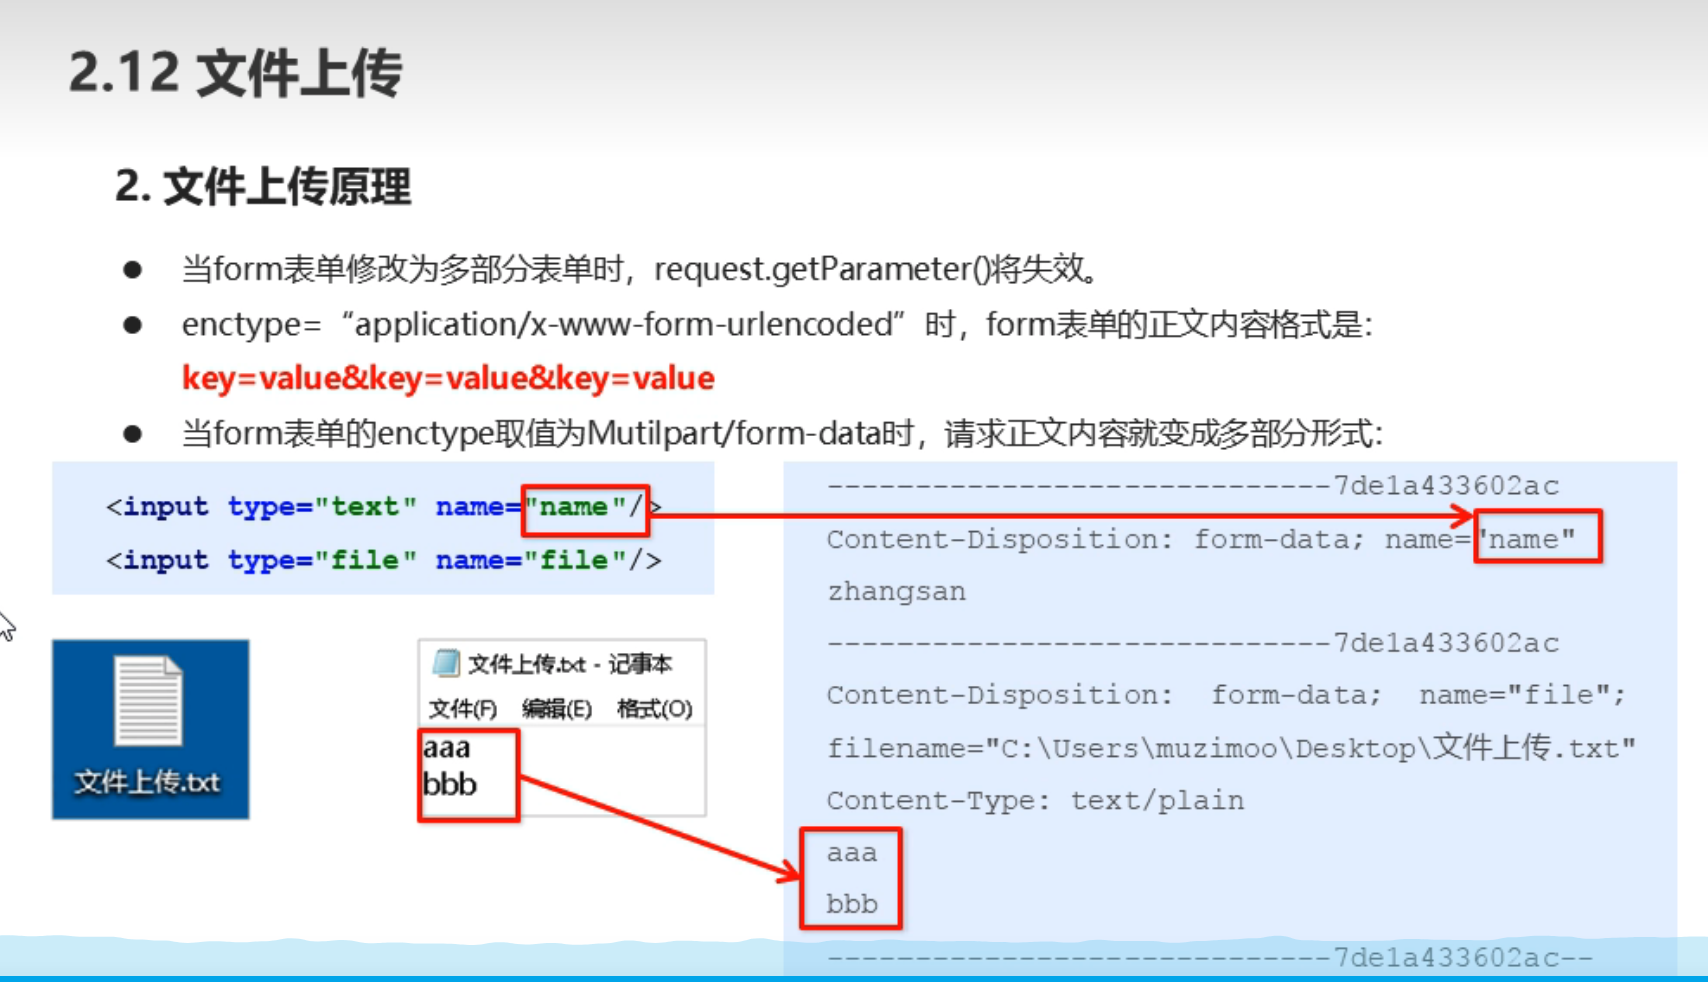 2.12 文件上传
2. 文件上传原理
● 当form表单修改为多部分表单时，request.getParameter()将失效。
● enctype=“application/x-www-form-urlencoded”时，form表单的正文内容格式是：
key=value&key=value&key=value
● 当form表单的enctype取值为Mutilpart/form-data时，请求正文内容就变成多部分形式：
<input type="text" name="name"/>
<input type="file" name="file"/>
文件上传.txt
文件上传.txt - 记事本
文件(F) 编辑(E) 格式(O)
aaa
bbb
-----------------------------7de1a433602ac
Content-Disposition: form-data; name="name"
zhangsan
-----------------------------7de1a433602ac
Content-Disposition: form-data; name="file";
filename="C:\Users\muzimoo\Desktop\文件上传.txt"
Content-Type: text/plain
aaa
bbb
-----------------------------7de1a433602ac--